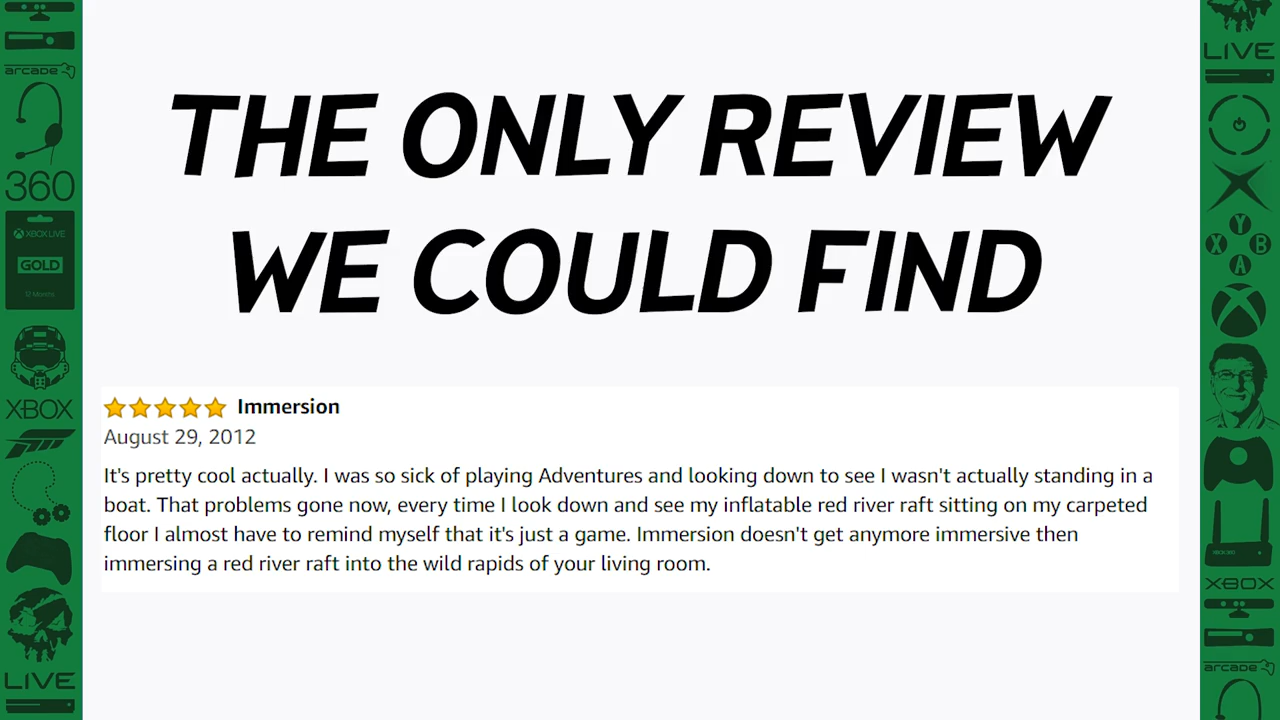 THE ONLY REVIEW
WE COULD FIND
Immersion
August 29, 2012
It's pretty cool actually. I was so sick of playing Adventures and looking down to see I wasn't actually standing in a
boat. That problems gone now, every time I look down and see my inflatable red river raft sitting on my carpeted
floor I almost have to remind myself that it's just a game. Immersion doesn't get anymore immersive then
immersing a red river raft into the wild rapids of your living room.
arcade
360
XBOX LIVE
GOLD
12 Months
XBOX
LIVE
LIVE
Y
X B
A
XBOX 360
XBOX
arcade